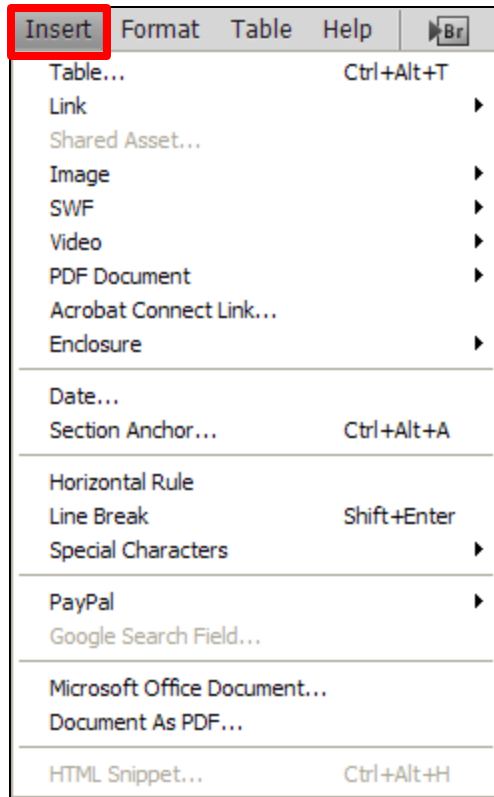 Insert Format Table Help Br
Table... Ctrl+Alt+T
Link
Shared Asset...
Image
SWF
Video
PDF Document
Acrobat Connect Link...
Enclosure
Date...
Section Anchor... Ctrl+Alt+A
Horizontal Rule
Line Break Shift+Enter
Special Characters
PayPal
Google Search Field...
Microsoft Office Document...
Document As PDF...
HTML Snippet... Ctrl+Alt+H